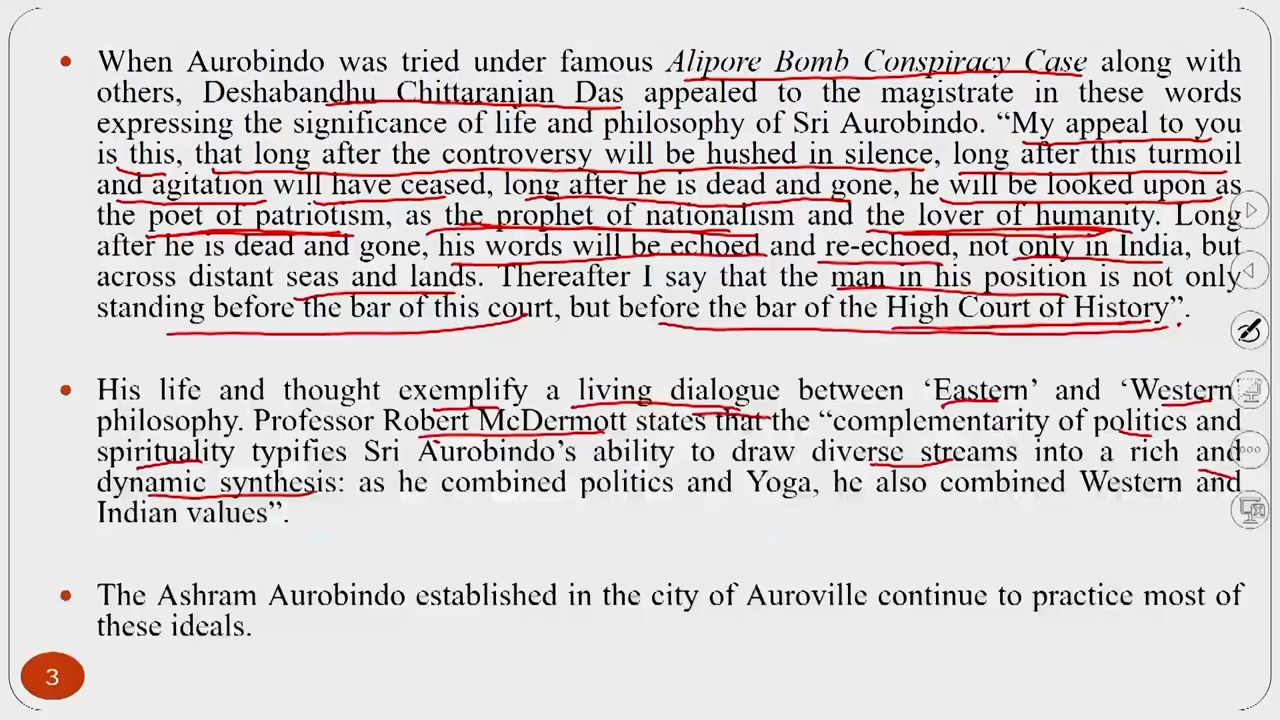 When Aurobindo was tried under famous Alipore Bomb Conspiracy Case along with
others, Deshabandhu Chittaranjan Das appealed to the magistrate in these words
expressing the significance of life and philosophy of Sri Aurobindo. “My appeal to you
is this, that long after the controversy will be hushed in silence, long after this turmoil
and agitation will have ceased, long after he is dead and gone, he will be looked upon as
the poet of patriotism, as the prophet of nationalism and the lover of humanity. Long
after he is dead and gone, his words will be echoed and re-echoed, not only in India, but
across distant seas and lands. Thereafter I say that the man in his position is not only
standing before the bar of this court, but before the bar of the High Court of History”.
His life and thought exemplify a living dialogue between ‘Eastern’ and ‘Western’
philosophy. Professor Robert McDermott states that the “complementarity of politics and
spirituality typifies Sri Aurobindo’s ability to draw diverse streams into a rich and
dynamic synthesis: as he combined politics and Yoga, he also combined Western and
Indian values”.
The Ashram Aurobindo established in the city of Auroville continue to practice most of
these ideals.
3